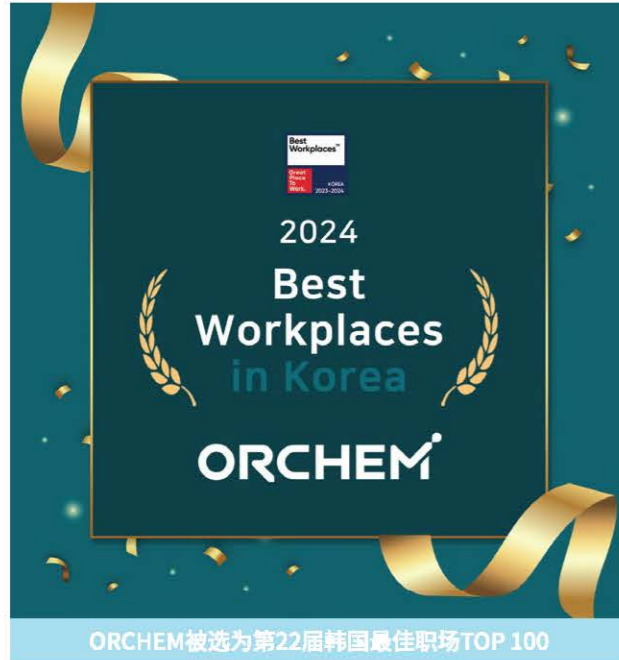 Best
Workplaces™
Great
Place
To
Work.
KOREA
2023-2024
2024
Best
Workplaces
in Korea
ORCHEM
ORCHEM被选为第22届韩国最佳职场TOP 100